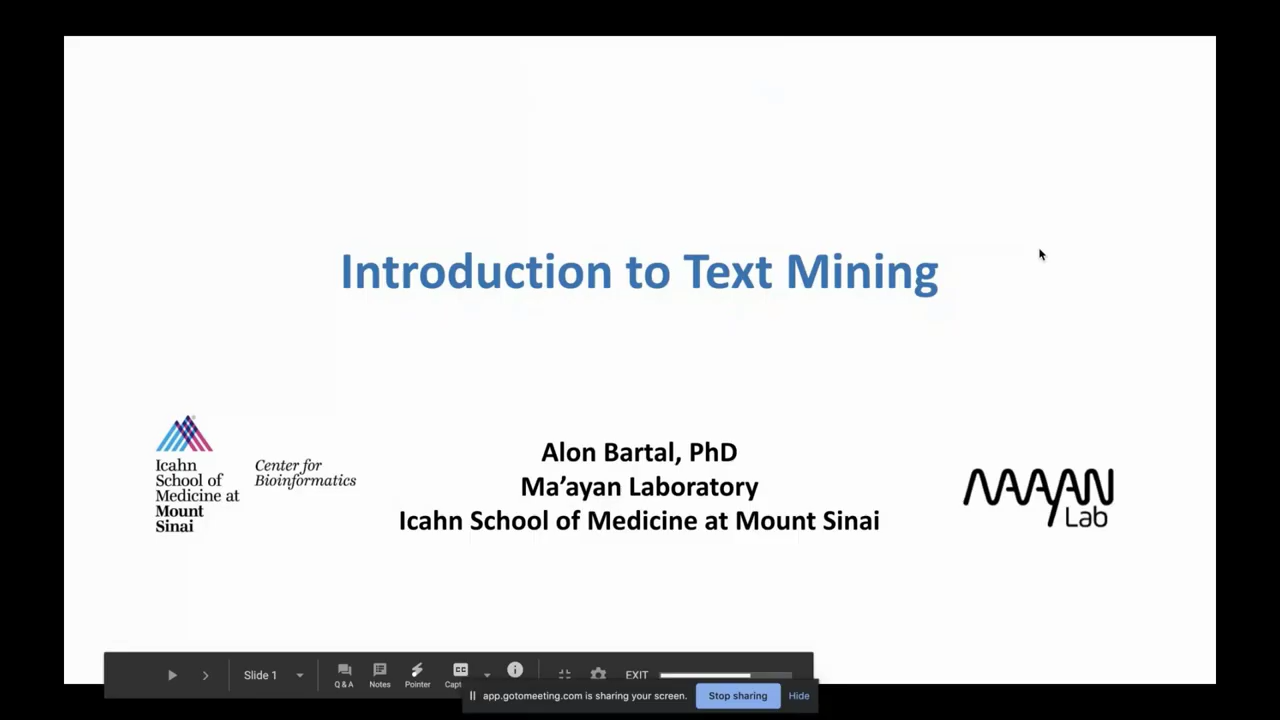 Introduction to Text Mining
Icahn
School of
Medicine at
Mount
Sinai
Center for
Bioinformatics
Alon Bartal, PhD
Ma’ayan Laboratory
Icahn School of Medicine at Mount Sinai
MAAYAN
Lab
Slide 1
Q & A
Notes
Pointer
Capt
EXIT
app.gotomeeting.com is sharing your screen.
Stop sharing
Hide